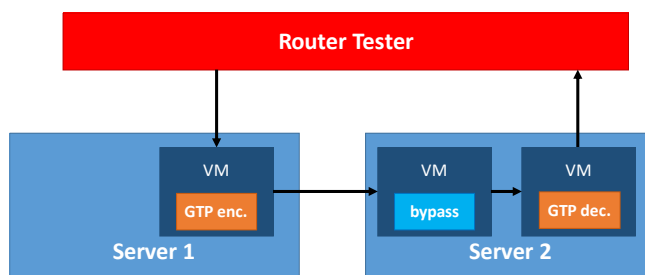 Router Tester
VM
GTP enc.
Server 1
VM
bypass
VM
GTP dec.
Server 2